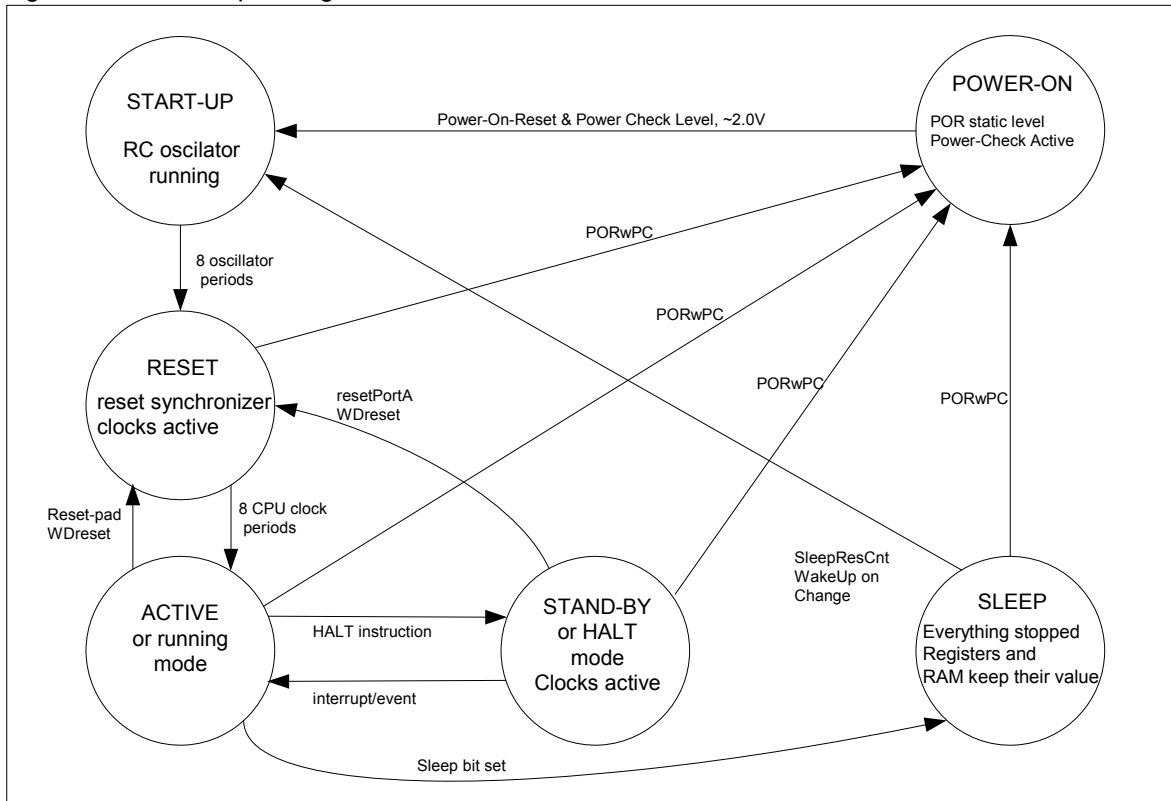 START-UP
RC oscilator
running
Power-On-Reset & Power Check Level, ~2.0V
POWER-ON
POR static level
Power-Check Active
8 oscillator
periods
PORwPC
PORwPC
PORwPC
PORwPC
RESET
reset synchronizer
clocks active
resetPortA
WDreset
Reset-pad
WDreset
8 CPU clock
periods
SleepResCnt
WakeUp on
Change
ACTIVE
or running
mode
HALT instruction
interrupt/event
STAND-BY
or HALT
mode
Clocks active
SLEEP
Everything stopped
Registers and
RAM keep their value
Sleep bit set